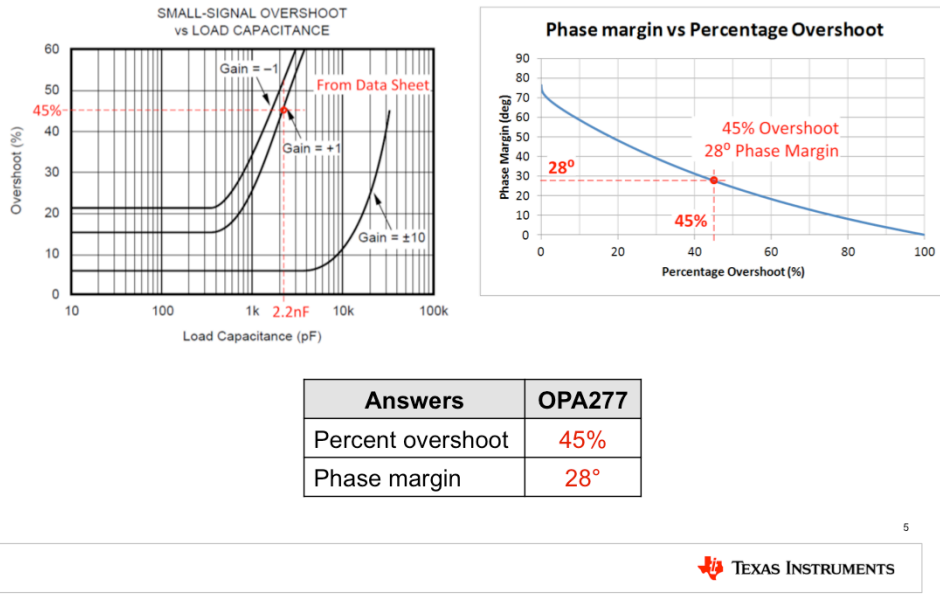 SMALL-SIGNAL OVERSHOOT
vs LOAD CAPACITANCE
60
50
45%
40
30
20
10
0
Overshoot (%)
Gain = –1
From Data Sheet
Gain = +1
Gain = ±10
10
100
1k
2.2nF
10k
100k
Load Capacitance (pF)
Phase margin vs Percentage Overshoot
90
80
70
60
50
40
30
20
10
0
Phase Margin (deg)
45% Overshoot
28⁰ Phase Margin
28⁰
45%
0
20
40
60
80
100
Percentage Overshoot (%)
Answers OPA277
Percent overshoot 45%
Phase margin 28°
5
TEXAS INSTRUMENTS